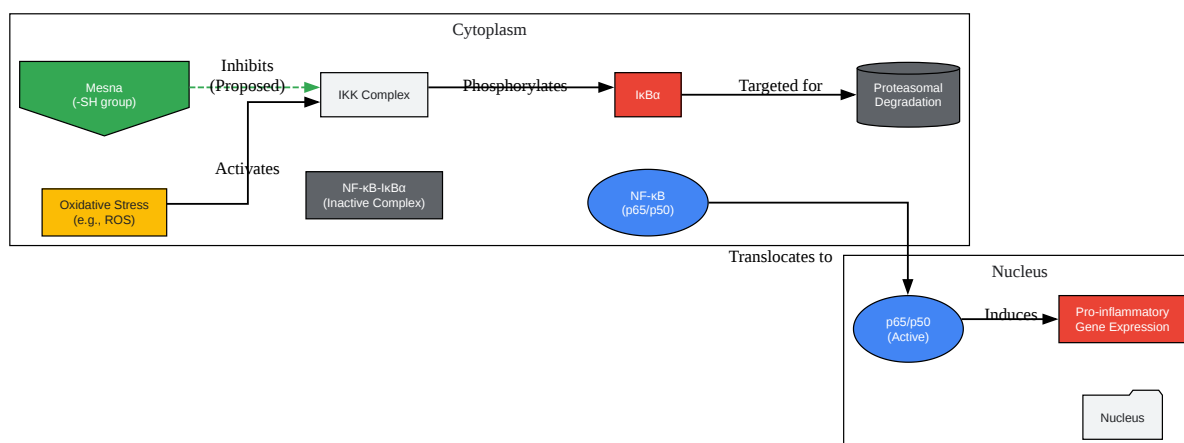 Cytoplasm
Mesna
(-SH group)
Inhibits
(Proposed)
IKK Complex
Phosphorylates
IκBα
Targeted for
Proteasomal
Degradation
Activates
Oxidative Stress
(e.g., ROS)
NF-κB-IκBα
(Inactive Complex)
NF-κB
(p65/p50)
Translocates to
Nucleus
p65/p50
(Active)
Induces
Pro-inflammatory
Gene Expression
Nucleus